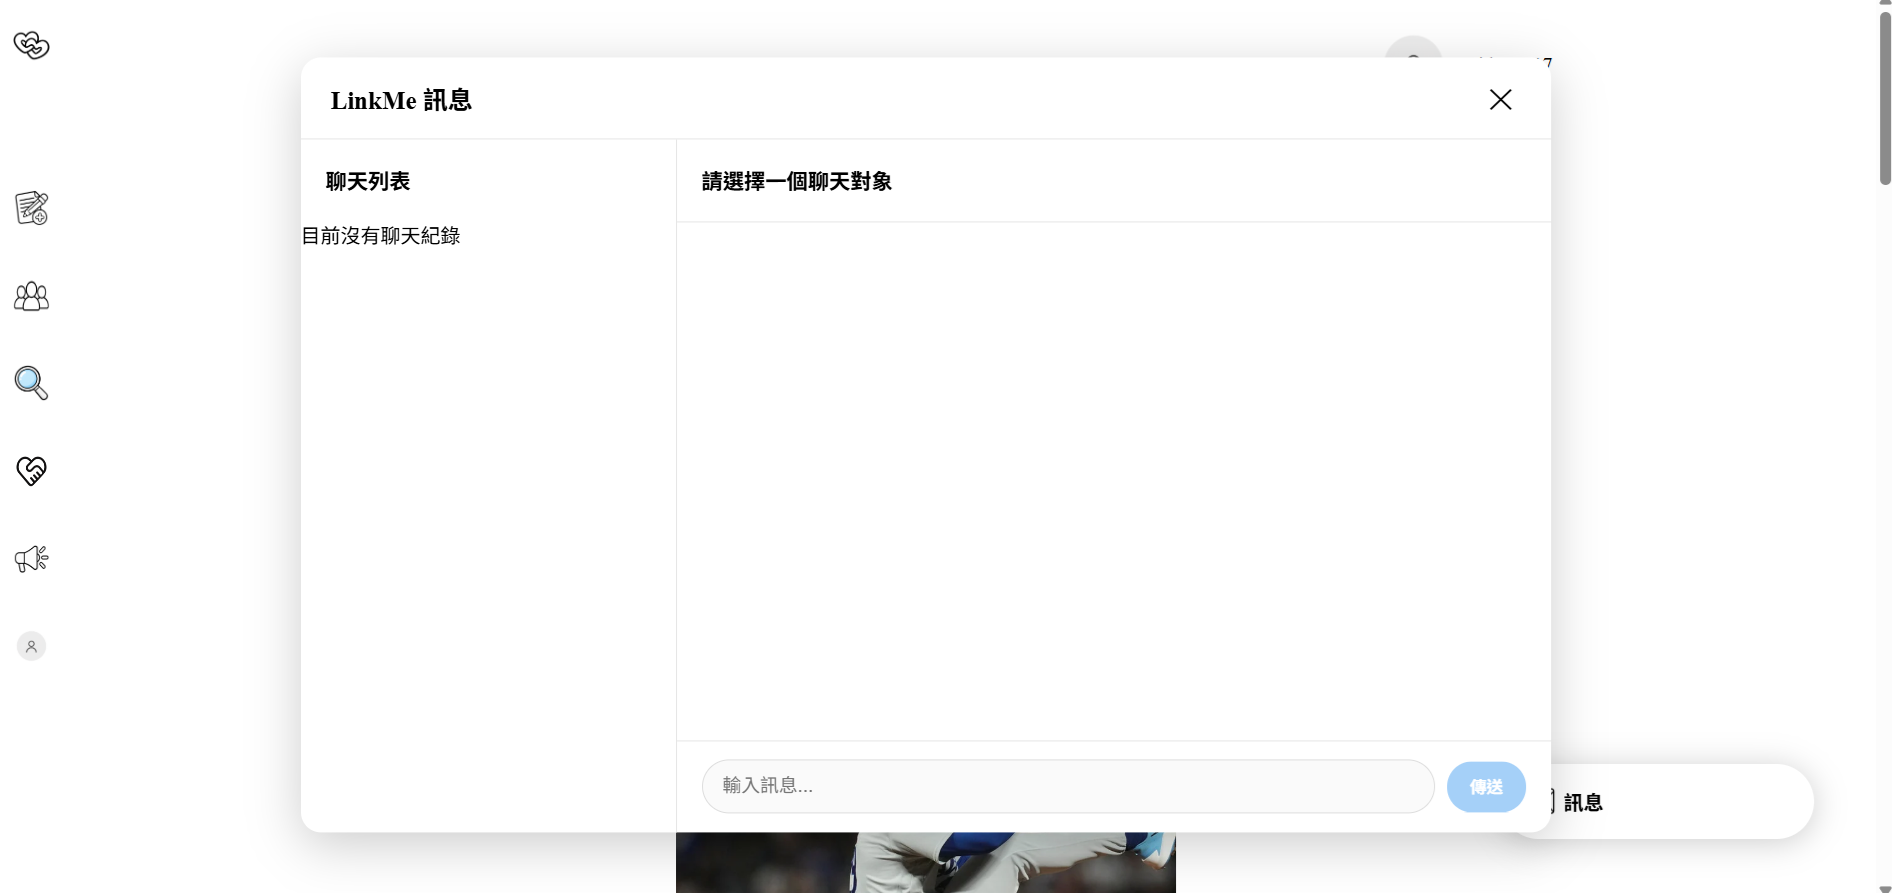 LinkMe 訊息
聊天列表
請選擇一個聊天對象
目前沒有聊天紀錄
輸入訊息...
傳送
訊息